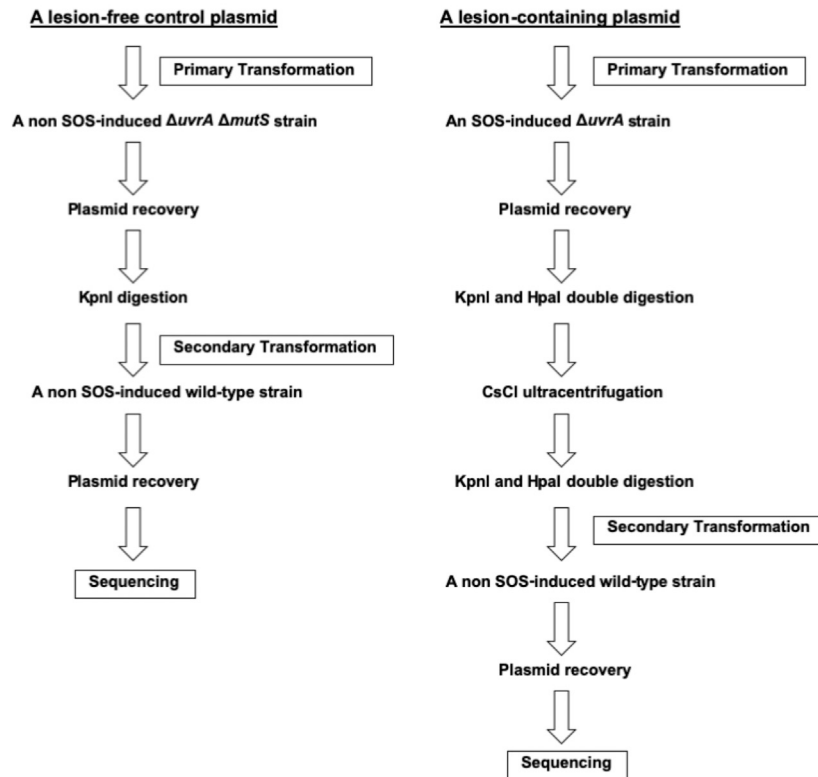 A lesion-free control plasmid
Primary Transformation
A non SOS-induced ΔuvrA ΔmutS strain
Plasmid recovery
KpnI digestion
Secondary Transformation
A non SOS-induced wild-type strain
Plasmid recovery
Sequencing
A lesion-containing plasmid
Primary Transformation
An SOS-induced ΔuvrA strain
Plasmid recovery
KpnI and HpaI double digestion
CsCl ultracentrifugation
KpnI and HpaI double digestion
Secondary Transformation
A non SOS-induced wild-type strain
Plasmid recovery
Sequencing